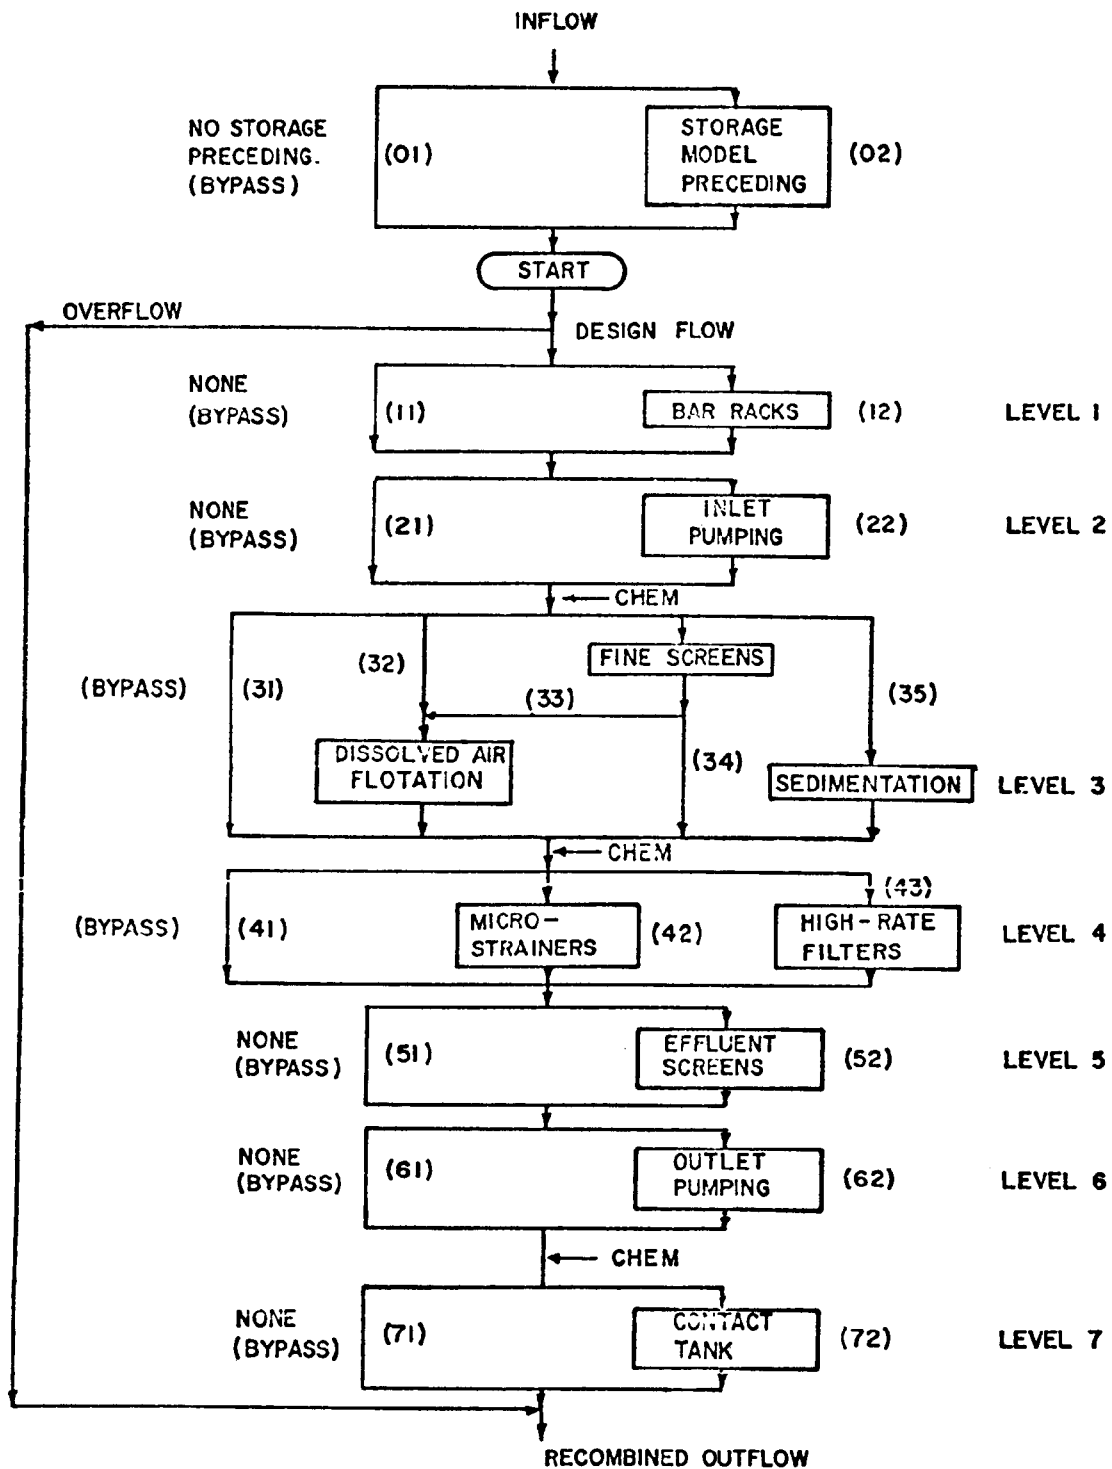 INFLOW
NO STORAGE
PRECEDING.
(BYPASS)
(01)
STORAGE
MODEL
PRECEDING
(02)
START
OVERFLOW
DESIGN FLOW
NONE
(BYPASS)
(11)
BAR RACKS
(12)
LEVEL 1
NONE
(BYPASS)
(21)
INLET
PUMPING
(22)
LEVEL 2
CHEM
(BYPASS)
(31)
(32)
FINE SCREENS
(33)
(34)
(35)
DISSOLVED AIR
FLOTATION
SEDIMENTATION
LEVEL 3
CHEM
(BYPASS)
(41)
MICRO-
STRAINERS
(42)
(43)
HIGH-RATE
FILTERS
LEVEL 4
NONE
(BYPASS)
(51)
EFFLUENT
SCREENS
(52)
LEVEL 5
NONE
(BYPASS)
(61)
OUTLET
PUMPING
(62)
LEVEL 6
CHEM
NONE
(BYPASS)
(71)
CONTACT
TANK
(72)
LEVEL 7
RECOMBINED OUTFLOW